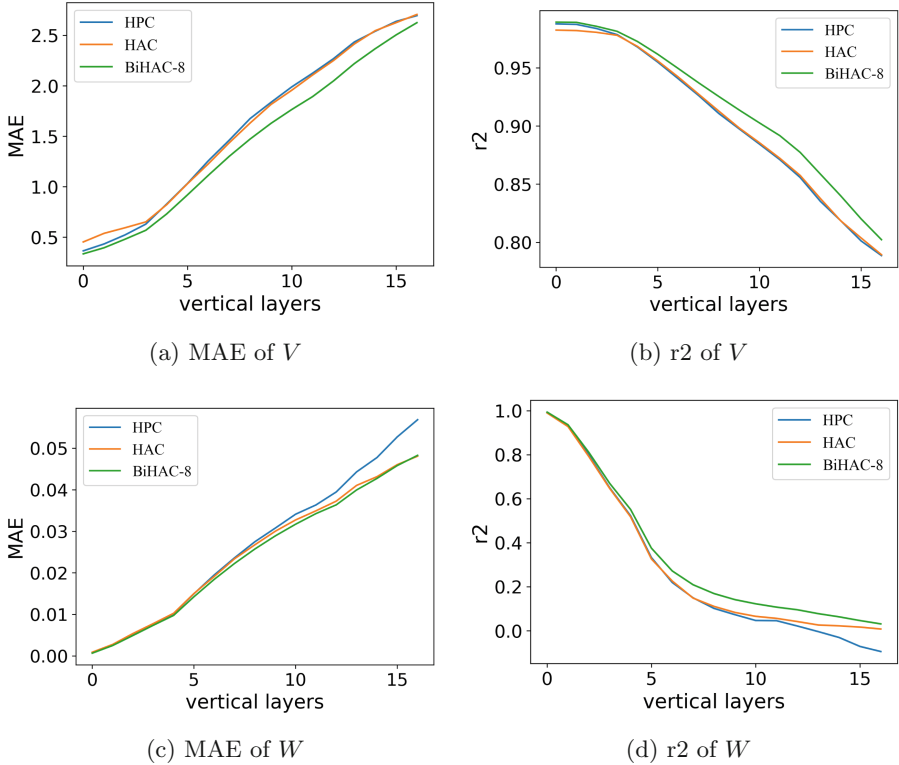 HPC
HAC
BiHAC-8
MAE
2.5
2.0
1.5
1.0
0.5
0 5 10 15
vertical layers
(a) MAE of V
HPC
HAC
BiHAC-8
r2
0.95
0.90
0.85
0.80
0 5 10 15
vertical layers
(b) r2 of V
HPC
HAC
BiHAC-8
MAE
0.05
0.04
0.03
0.02
0.01
0.00
0 5 10 15
vertical layers
(c) MAE of W
HPC
HAC
BiHAC-8
r2
1.0
0.8
0.6
0.4
0.2
0.0
0 5 10 15
vertical layers
(d) r2 of W